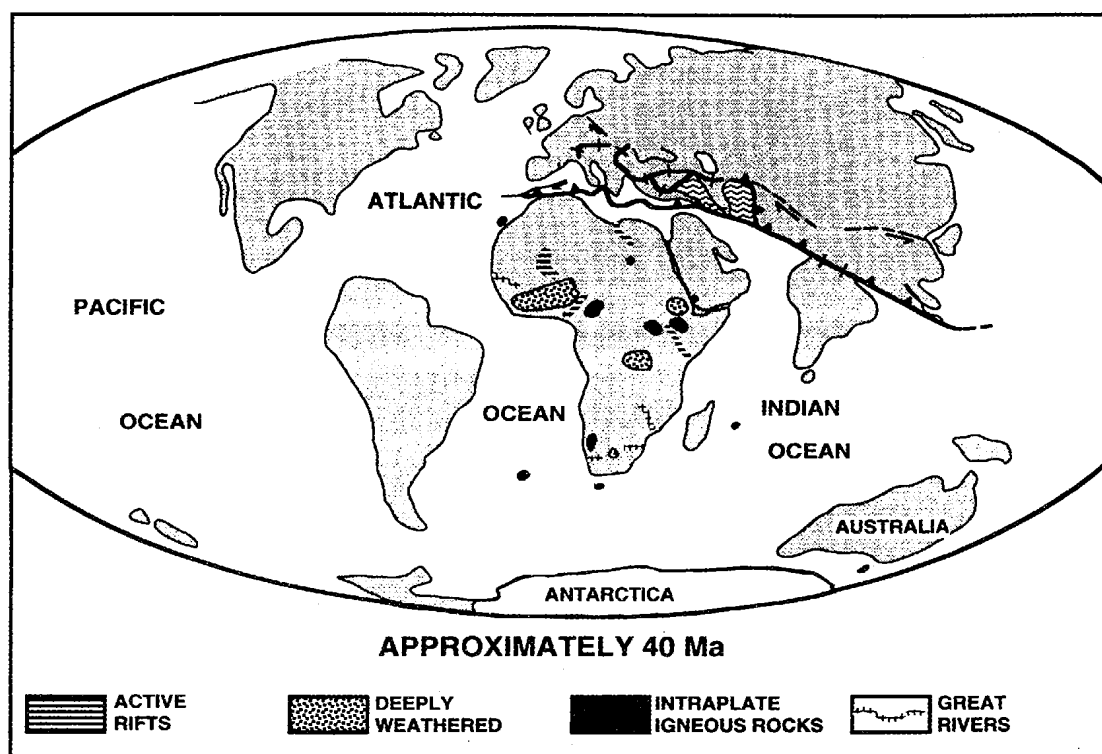 ATLANTIC
PACIFIC
OCEAN
OCEAN
INDIAN
OCEAN
AUSTRALIA
ANTARCTICA
APPROXIMATELY 40 Ma
ACTIVE
RIFTS
DEEPLY
WEATHERED
INTRAPLATE
IGNEOUS ROCKS
GREAT
RIVERS